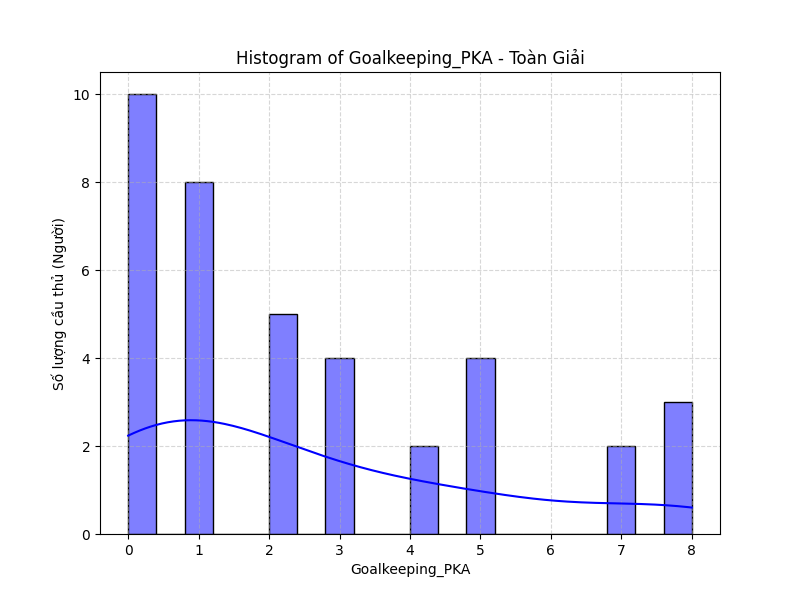 Histogram of Goalkeeping_PKA - Toàn Giải
Số lượng cầu thủ (Người)
10
8
6
4
2
0
0 1 2 3 4 5 6 7 8
Goalkeeping_PKA